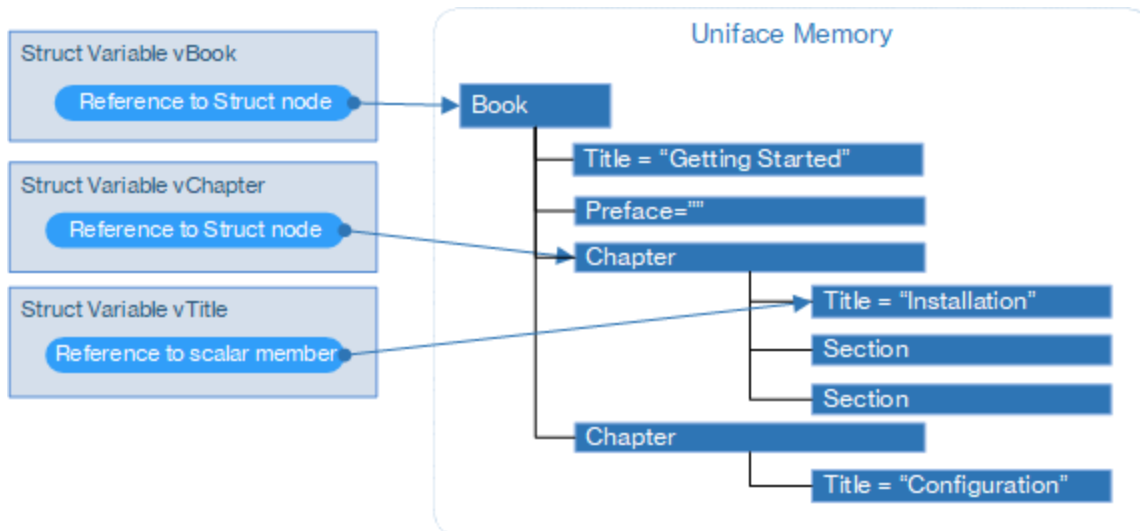 Uniface Memory
Struct Variable vBook
Reference to Struct node
Struct Variable vChapter
Reference to Struct node
Struct Variable vTitle
Reference to scalar member
Book
Title = “Getting Started”
Preface=””
Chapter
Title = “Installation”
Section
Section
Chapter
Title = “Configuration”